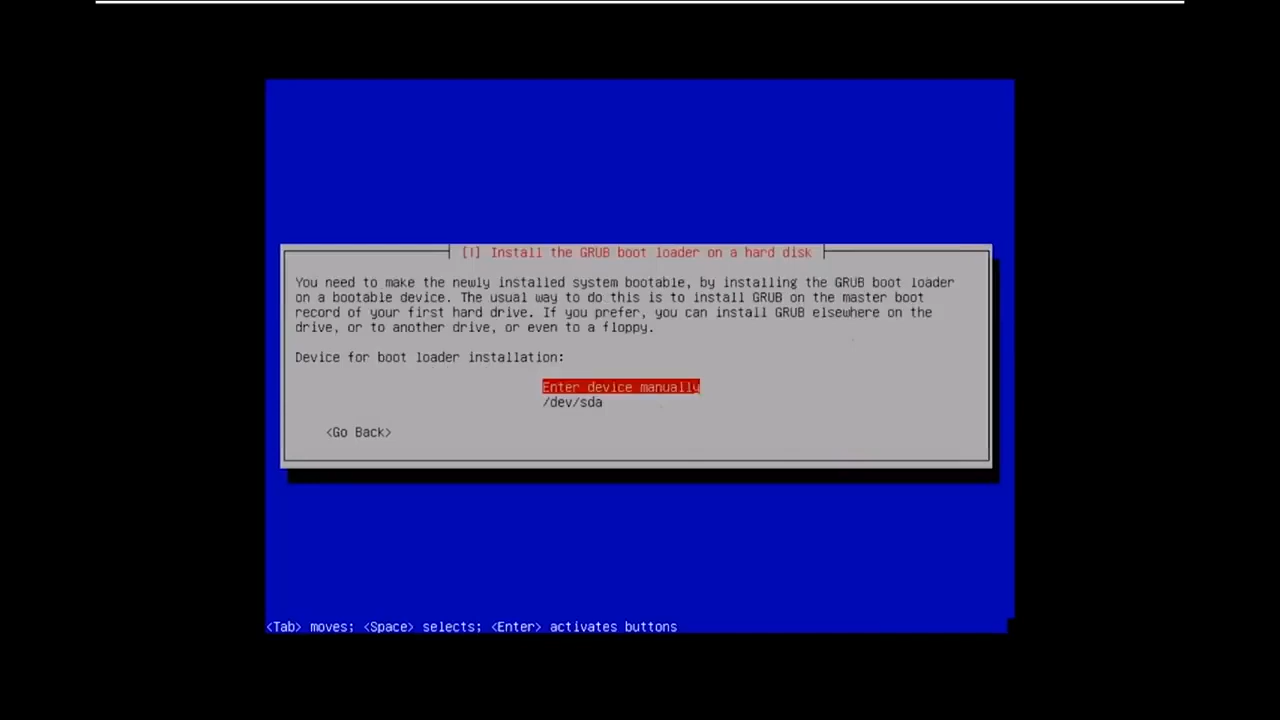 [!] Install the GRUB boot loader on a hard disk
You need to make the newly installed system bootable, by installing the GRUB boot loader
on a bootable device. The usual way to do this is to install GRUB on the master boot
record of your first hard drive. If you prefer, you can install GRUB elsewhere on the
drive, or to another drive, or even to a floppy.
Device for boot loader installation:
Enter device manually
/dev/sda
<Go Back>
<Tab> moves; <Space> selects; <Enter> activates buttons